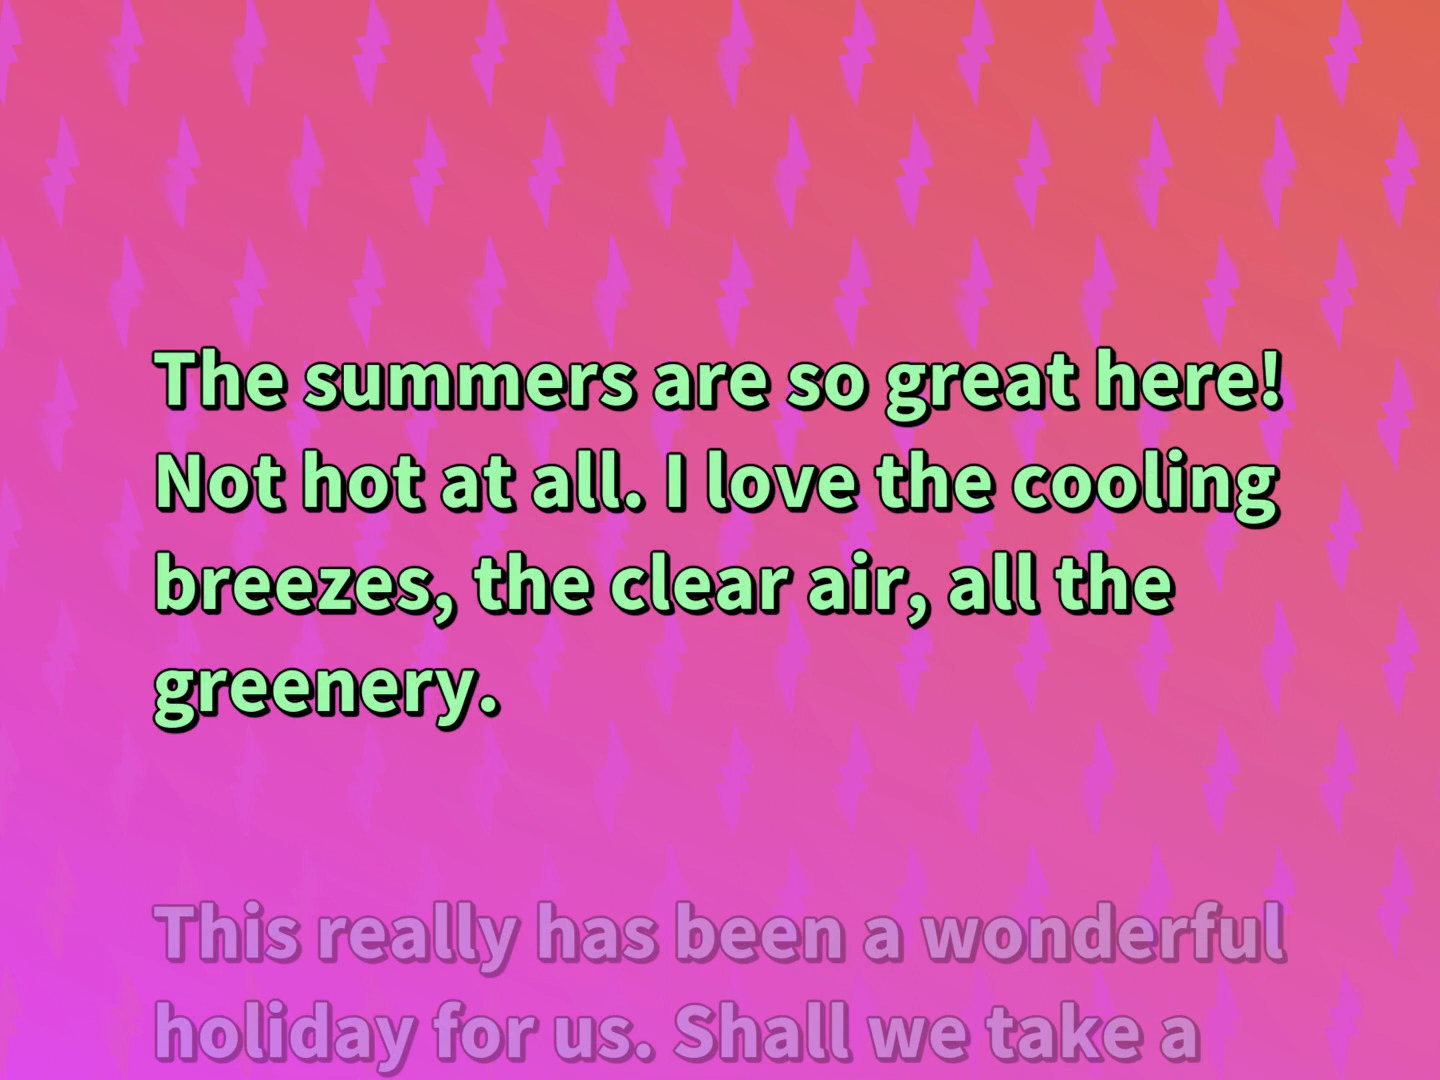 The summers are so great here!
Not hot at all. I love the cooling
breezes, the clear air, all the
greenery.
This really has been a wonderful
holiday for us. Shall we take a